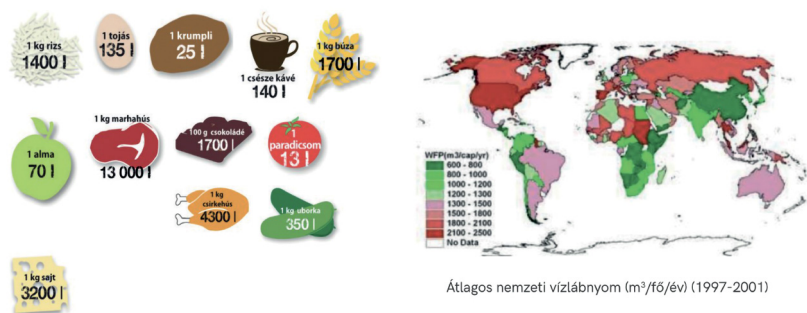 1 kg rizs
1400 l
1 tojás
135 l
1 krumpli
25 l
1 csésze kávé
140 l
1 kg búza
1700 l
1 alma
70 l
1 kg marhahús
13 000 l
100 g csokoládé
1700 l
1
paradicsom
13 l
1 kg
csirkehús
4300 l
1 kg uborka
350 l
1 kg sajt
3200 l
WFP(m3/cap/yr)
600 - 800
800 - 1000
1000 - 1200
1200 - 1300
1300 - 1500
1500 - 1800
1800 - 2100
2100 - 2500
No Data
Átlagos nemzeti vízlábnyom (m³/fő/év) (1997-2001)